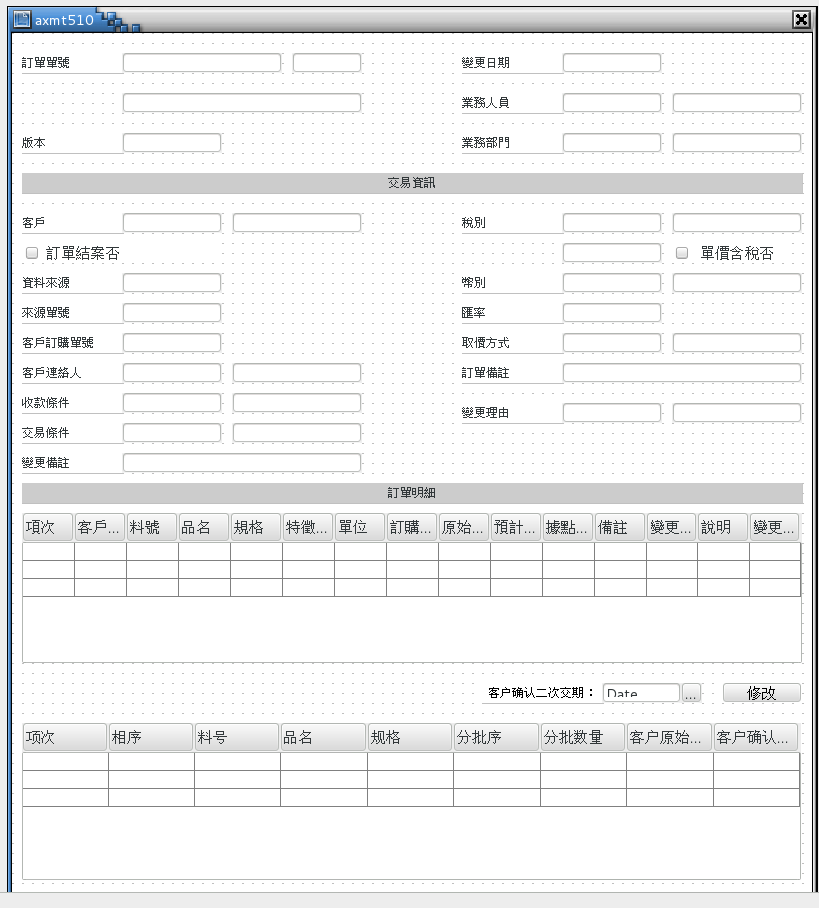 axmt510
訂單單號 變更日期
業務人員
版本 業務部門
交易資訊
客戶 稅別
訂單結案否 單價含稅否
資料來源 幣別
來源單號 匯率
客戶訂購單號 取價方式
客戶連絡人 訂單備註
收款條件
變更理由
交易條件
變更備註
訂單明細
項次 客戶... 料號 品名 規格 特徵... 單位 訂購... 原始... 預計... 據點... 備註 變更... 說明 變更...
客户确认二次交期： Date ... 修改
项次 相序 料号 品名 规格 分批序 分批数量 客户原始... 客户确认...